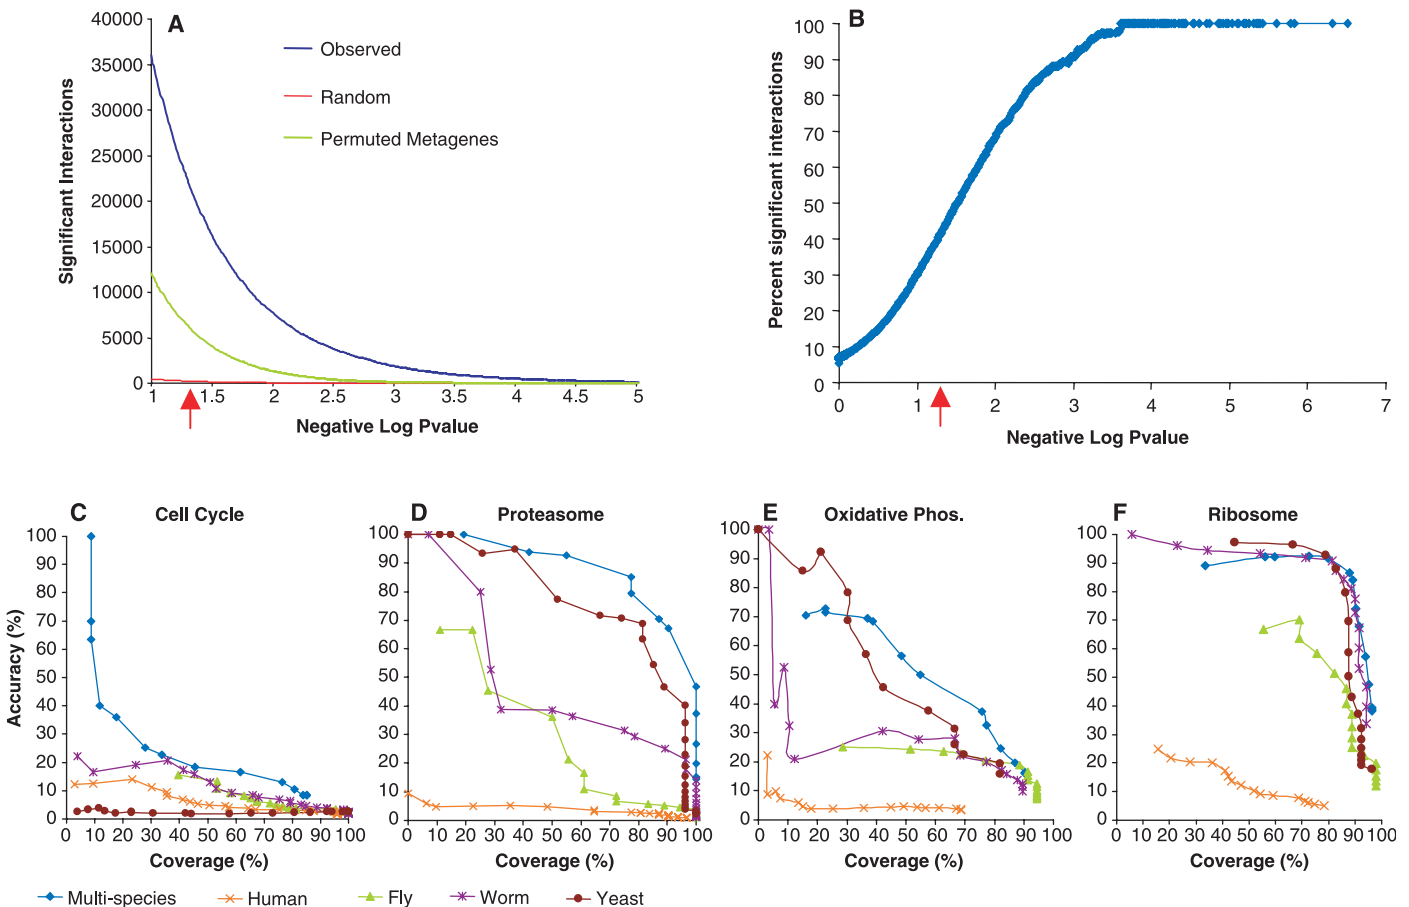 A
Significant Interactions
40000
35000
30000
25000
20000
15000
10000
5000
0
1 1.5 2 2.5 3 3.5 4 4.5 5
Negative Log Pvalue
Observed
Random
Permuted Metagenes
B
Percent significant interactions
100
90
80
70
60
50
40
30
20
10
0
0 1 2 3 4 5 6 7
Negative Log Pvalue
C Cell Cycle
Accuracy (%)
100
90
80
70
60
50
40
30
20
10
0
0 10 20 30 40 50 60 70 80 90 100
Coverage (%)
D Proteasome
100
90
80
70
60
50
40
30
20
10
0
0 10 20 30 40 50 60 70 80 90 100
Coverage (%)
E Oxidative Phos.
100
90
80
70
60
50
40
30
20
10
0
0 10 20 30 40 50 60 70 80 90 100
Coverage (%)
F Ribosome
100
90
80
70
60
50
40
30
20
10
0
0 10 20 30 40 50 60 70 80 90 100
Coverage (%)
Multi-species Human Fly Worm Yeast